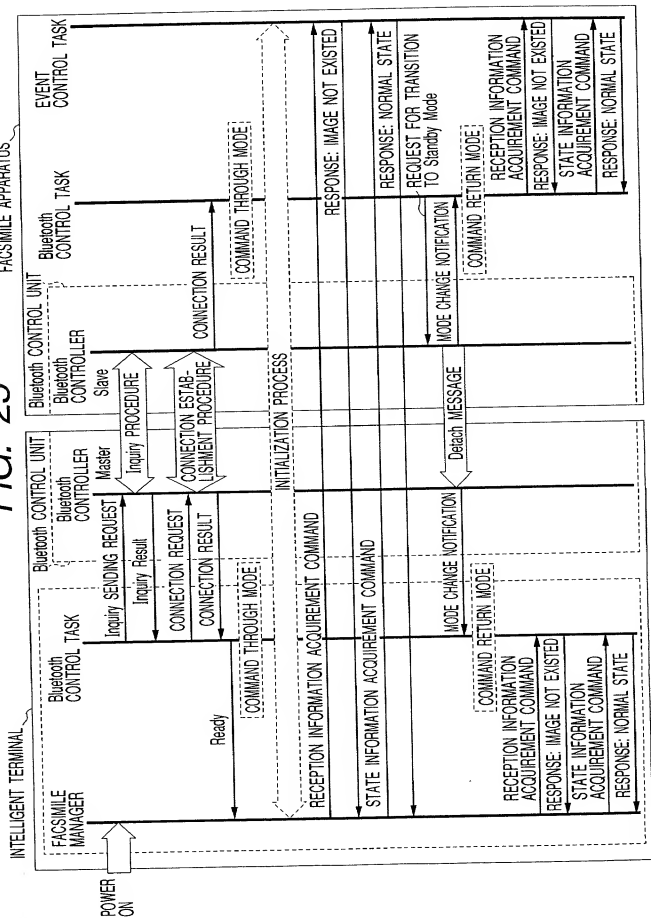 FIG. 25
INTELLIGENT TERMINAL
FACSIMILE APPARATUS
Bluetooth CONTROL UNIT
Bluetooth CONTROL UNIT
POWER
ON
FACSIMILE
MANAGER
Bluetooth
CONTROL TASK
Bluetooth
CONTROLLER
Master
Bluetooth
CONTROLLER
Slave
Bluetooth
CONTROL TASK
EVENT
CONTROL TASK
Inquiry SENDING REQUEST
Inquiry PROCEDURE
Inquiry Result
CONNECTION REQUEST
CONNECTION ESTAB-
LISHMENT PROCEDURE
CONNECTION RESULT
CONNECTION RESULT
Ready
COMMAND THROUGH MODE
COMMAND THROUGH MODE
INITIALIZATION PROCESS
RECEPTION INFORMATION ACQUIREMENT COMMAND
RESPONSE: IMAGE NOT EXISTED
STATE INFORMATION ACQUIREMENT COMMAND
RESPONSE: NORMAL STATE
REQUEST FOR TRANSITION
TO Standby Mode
MODE CHANGE NOTIFICATION
Detach MESSAGE
MODE CHANGE NOTIFICATION
COMMAND RETURN MODE
COMMAND RETURN MODE
RECEPTION INFORMATION
ACQUIREMENT COMMAND
RESPONSE: IMAGE NOT EXISTED
STATE INFORMATION
ACQUIREMENT COMMAND
RESPONSE: NORMAL STATE
RECEPTION INFORMATION
ACQUIREMENT COMMAND
RESPONSE: IMAGE NOT EXISTED
STATE INFORMATION
ACQUIREMENT COMMAND
RESPONSE: NORMAL STATE